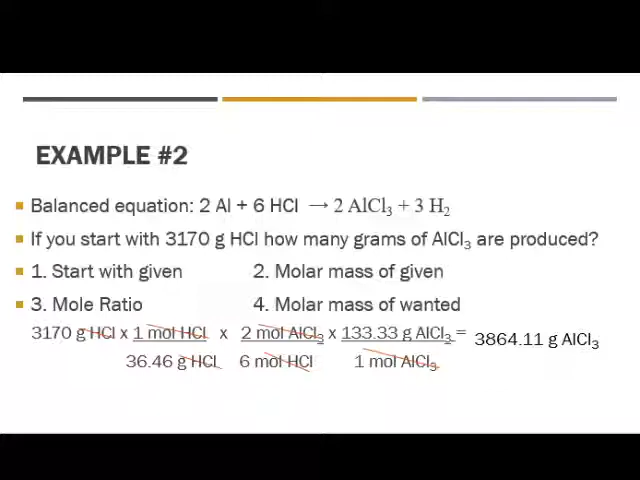 EXAMPLE #2
Balanced equation: 2 Al + 6 HCl → 2 AlCl₃ + 3 H₂
If you start with 3170 g HCl how many grams of AlCl₃ are produced?
1. Start with given 2. Molar mass of given
3. Mole Ratio 4. Molar mass of wanted
3170 g HCl x 1 mol HCL x 2 mol AlCl₃ x 133.33 g AlCl₃ = 3864.11 g AlCl₃
36.46 g HCL 6 mol HCl 1 mol AlCl₃